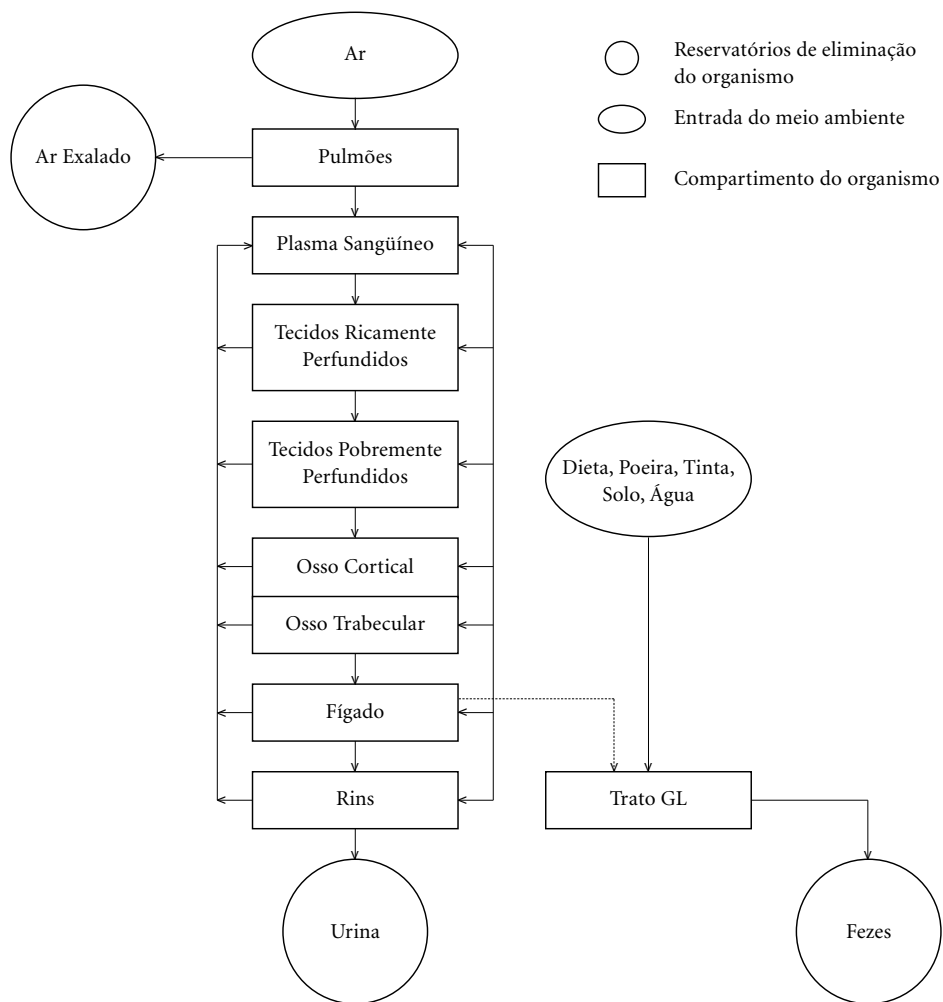 Ar
Reservatórios de eliminação
do organismo
Entrada do meio ambiente
Compartimento do organismo
Ar Exalado
Pulmões
Plasma Sangüíneo
Tecidos Ricamente
Perfundidos
Tecidos Pobremente
Perfundidos
Dieta, Poeira, Tinta,
Solo, Água
Osso Cortical
Osso Trabecular
Fígado
Rins
Trato GL
Urina
Fezes